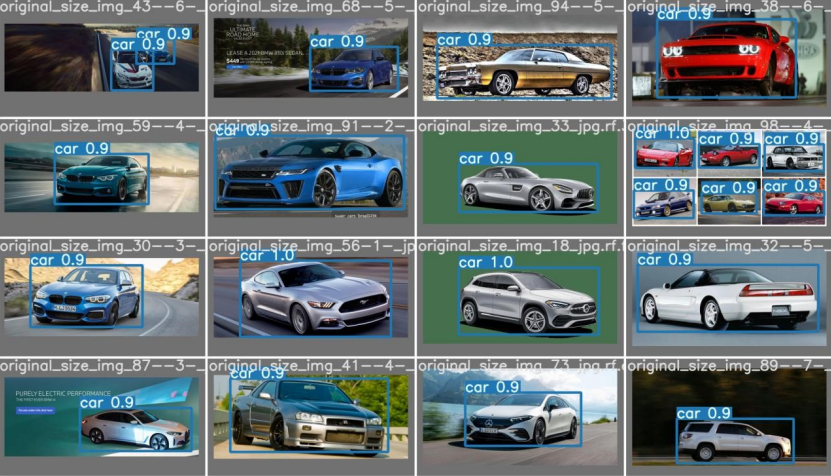 original_size_img_43--6-_
original_size_img_68--5-_
original_size_img_94--5-_
original_size_img_38--6-_
car 0.9
car 0.9
ULTIMATE
ROAD HOME
LEASE A 2021 BMW 330i SEDAN
$449
car 0.9
car 0.9
car 0.9
original_size_img_59--4-_
original_size_img_91--2-_
original_size_img_33_jpg.rf.
original_size_img_98--4-_
car 0.9
car 0.9
car 0.9
car 1.0
car 0.9
car 0.9
car 0.9
car 0.9
car 0.9
original_size_img_30--3-_
original_size_img_56-1-_jp
original_size_img_18_jpg.rf.
original_size_img_32--5-_
car 0.9
car 1.0
car 1.0
car 0.9
original_size_img_87--3-_
original_size_img_41--4-_
original_size_img_73_jpg.rf.
original_size_img_89--7-_
PURELY ELECTRIC PERFORMANCE
car 0.9
car 0.9
car 0.9
car 0.9